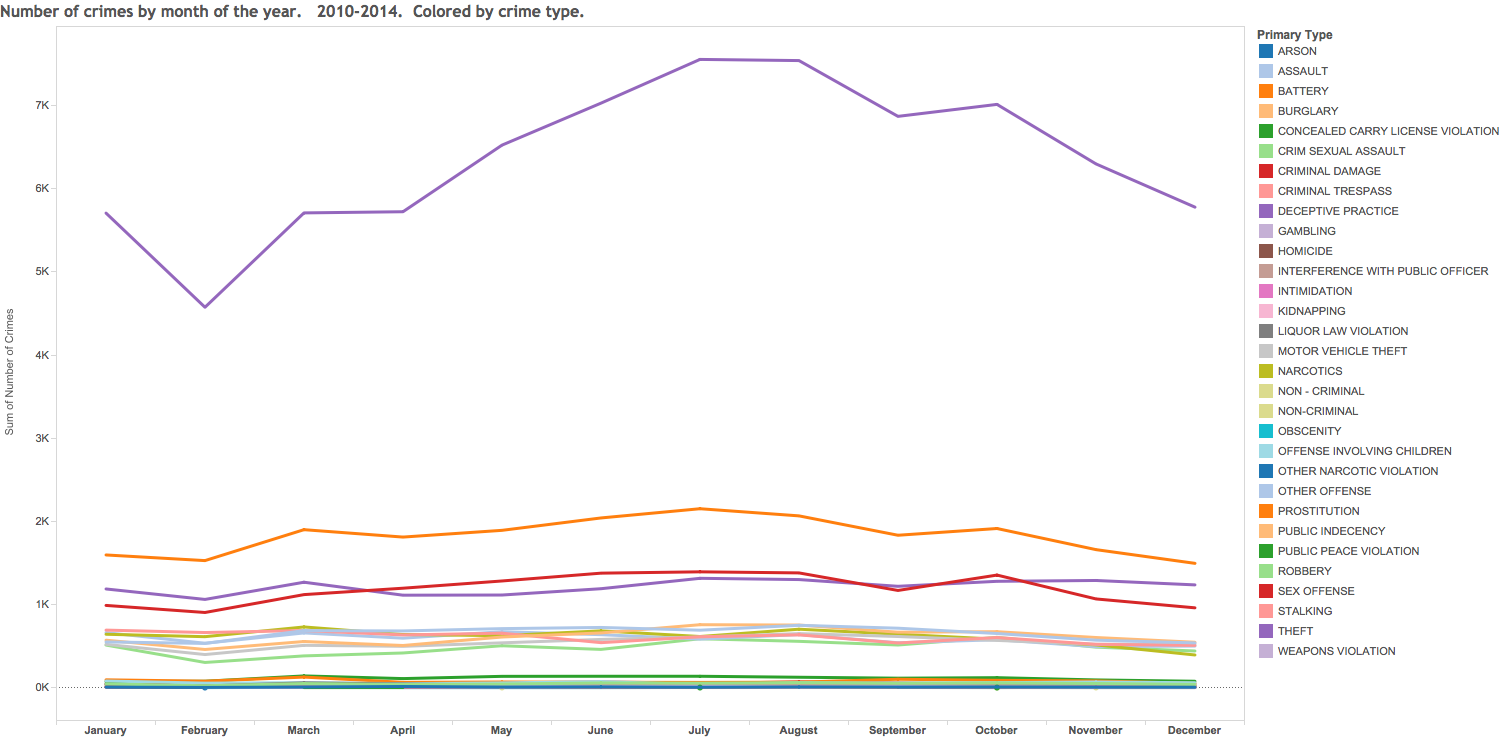 Number of crimes by month of the year.   2010-2014.  Colored by crime type.
Primary Type
ARSON
ASSAULT
BATTERY
BURGLARY
CONCEALED CARRY LICENSE VIOLATION
CRIM SEXUAL ASSAULT
CRIMINAL DAMAGE
CRIMINAL TRESPASS
DECEPTIVE PRACTICE
GAMBLING
HOMICIDE
INTERFERENCE WITH PUBLIC OFFICER
INTIMIDATION
KIDNAPPING
LIQUOR LAW VIOLATION
MOTOR VEHICLE THEFT
NARCOTICS
NON - CRIMINAL
NON-CRIMINAL
OBSCENITY
OFFENSE INVOLVING CHILDREN
OTHER NARCOTIC VIOLATION
OTHER OFFENSE
PROSTITUTION
PUBLIC INDECENCY
PUBLIC PEACE VIOLATION
ROBBERY
SEX OFFENSE
STALKING
THEFT
WEAPONS VIOLATION
Sum of Number of Crimes
7K
6K
5K
4K
3K
2K
1K
0K
January February March April May June July August September October November December